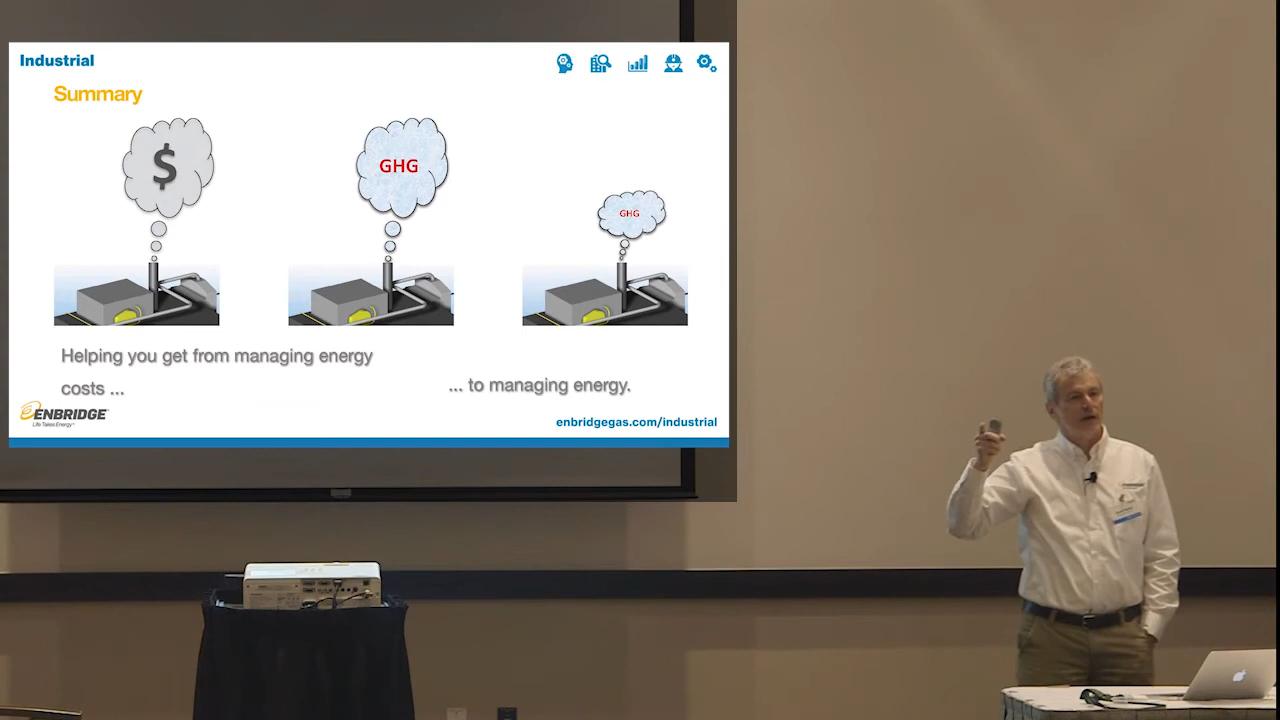 Industrial
Summary
$
GHG
GHG
Helping you get from managing energy
costs ...
... to managing energy.
ENBRIDGE
Life Takes Energy™
enbridgegas.com/industrial